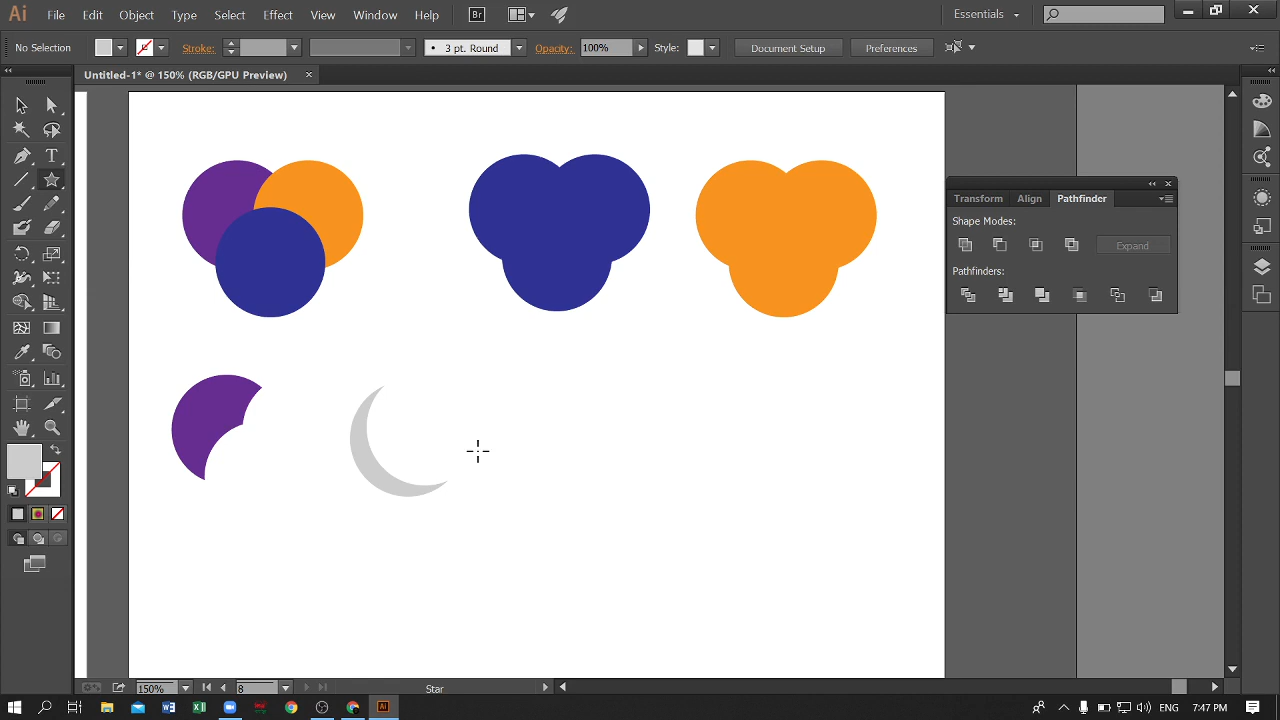 Ai File Edit Object Type Select Effect View Window Help Br Essentials
No Selection Stroke: 3 pt. Round Opacity: 100% Style: Document Setup Preferences
Untitled-1* @ 150% (RGB/GPU Preview)
Transform Align Pathfinder
Shape Modes:
Expand
Pathfinders:
150% 8 Star
ENG 7:47 PM